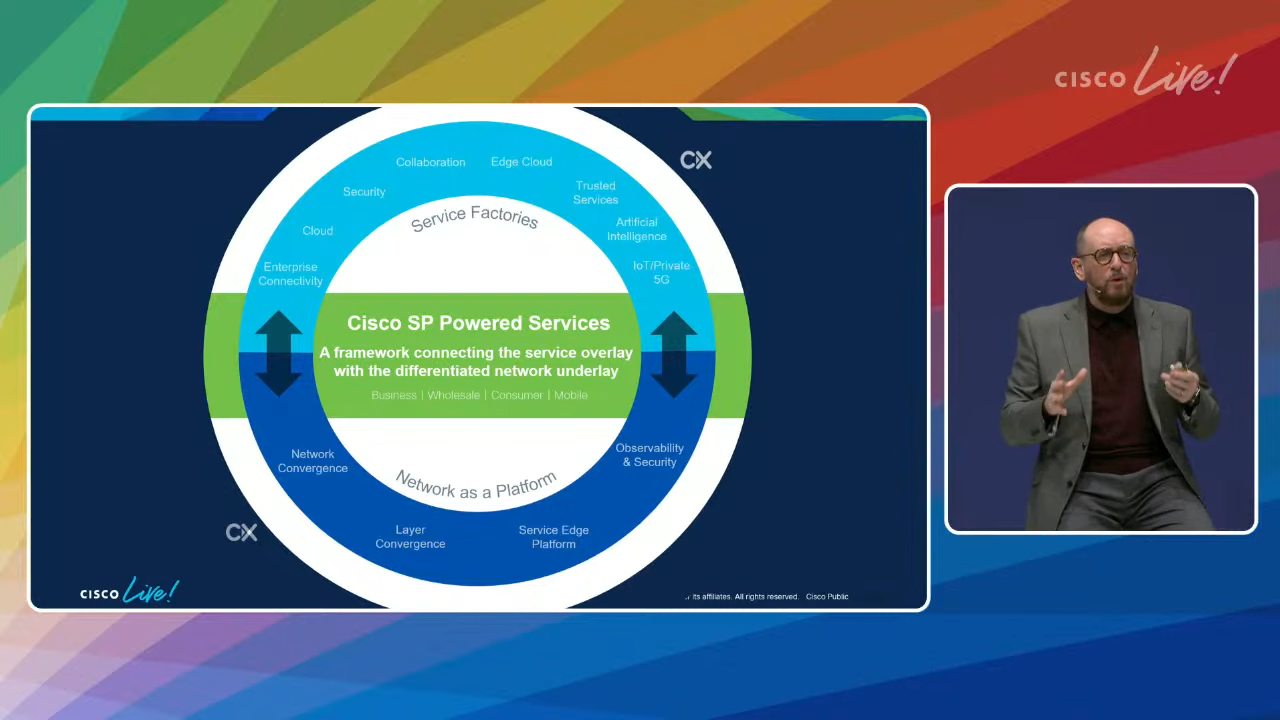 CISCO Live!
CX
Collaboration
Edge Cloud
Security
Trusted
Services
Cloud
Artificial
Intelligence
Enterprise
Connectivity
IoT/Private
5G
Service Factories
Cisco SP Powered Services
A framework connecting the service overlay
with the differentiated network underlay
Business | Wholesale | Consumer | Mobile
Network
Convergence
Observability
& Security
Network as a Platform
Layer
Convergence
Service Edge
Platform
CX
CISCO Live!
its affiliates. All rights reserved. Cisco Public